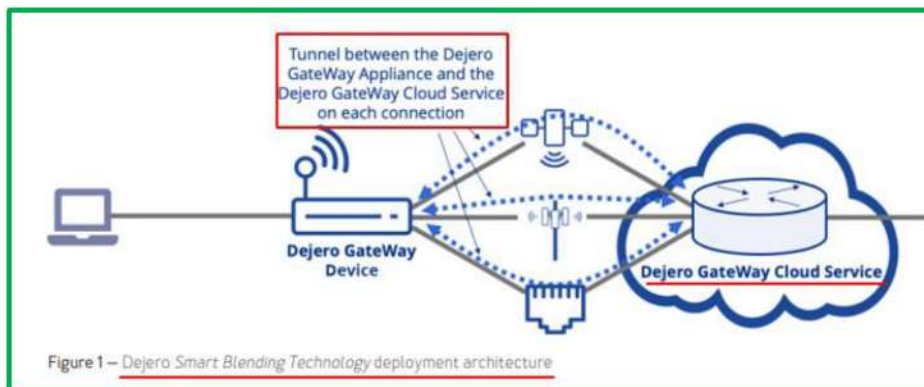 Tunnel between the Dejero
GateWay Appliance and the
Dejero GateWay Cloud Service
on each connection
Dejero GateWay
Device
Dejero GateWay Cloud Service
Figure 1 – Dejero Smart Blending Technology deployment architecture